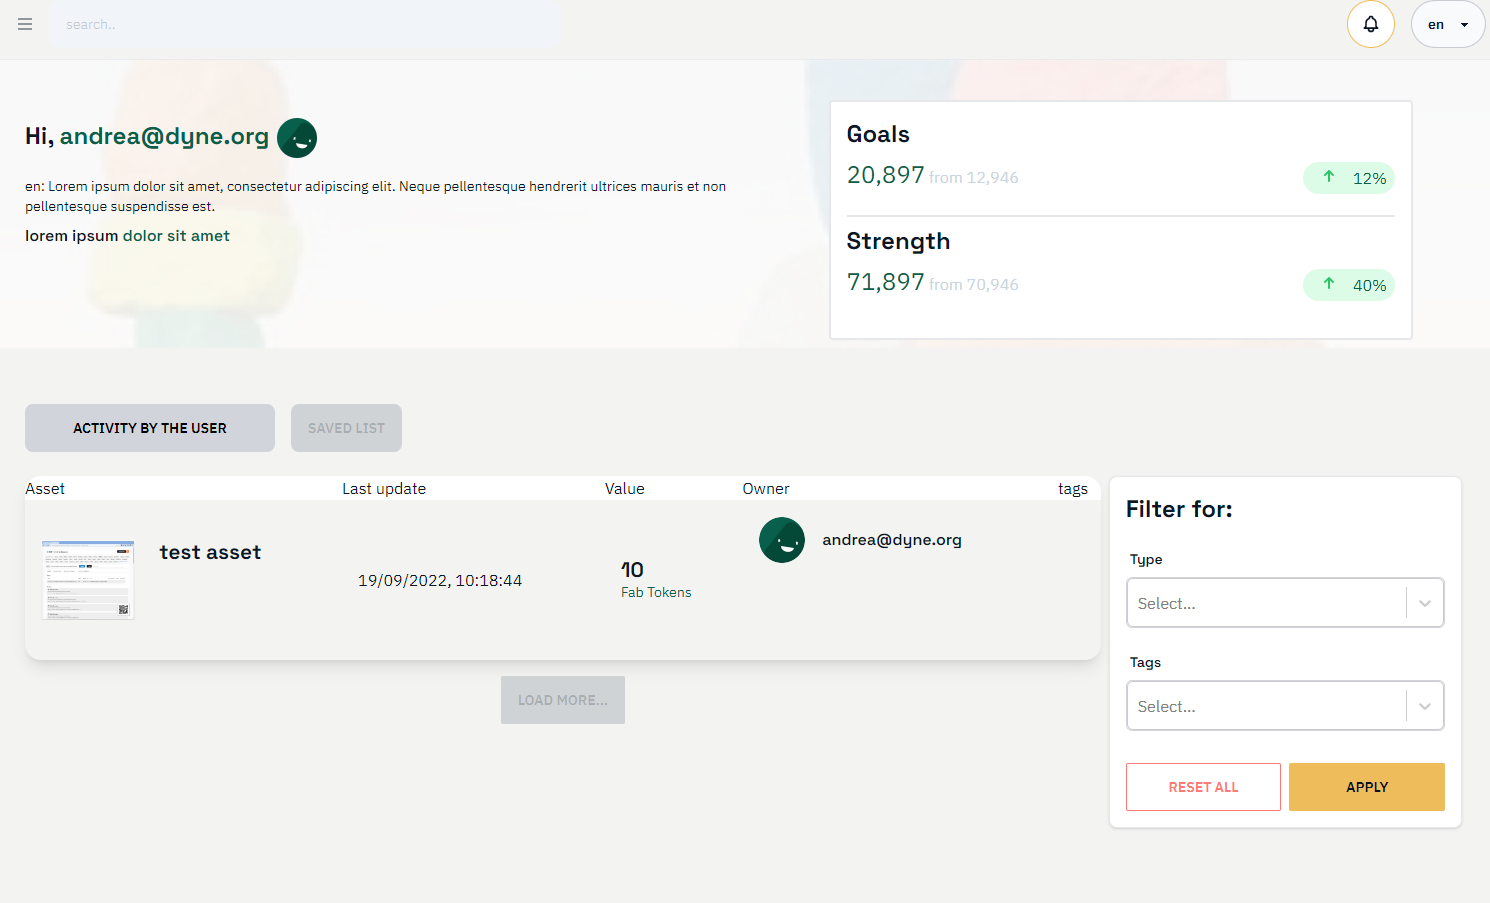 search..
en
Hi, andrea@dyne.org
en: Lorem ipsum dolor sit amet, consectetur adipiscing elit. Neque pellentesque hendrerit ultrices mauris et non
pellentesque suspendisse est.
lorem ipsum dolor sit amet
Goals
20,897 from 12,946
12%
Strength
71,897 from 70,946
40%
ACTIVITY BY THE USER
SAVED LIST
Asset Last update Value Owner tags
test asset
19/09/2022, 10:18:44
10
Fab Tokens
andrea@dyne.org
LOAD MORE...
Filter for:
Type
Select...
Tags
Select...
RESET ALL
APPLY